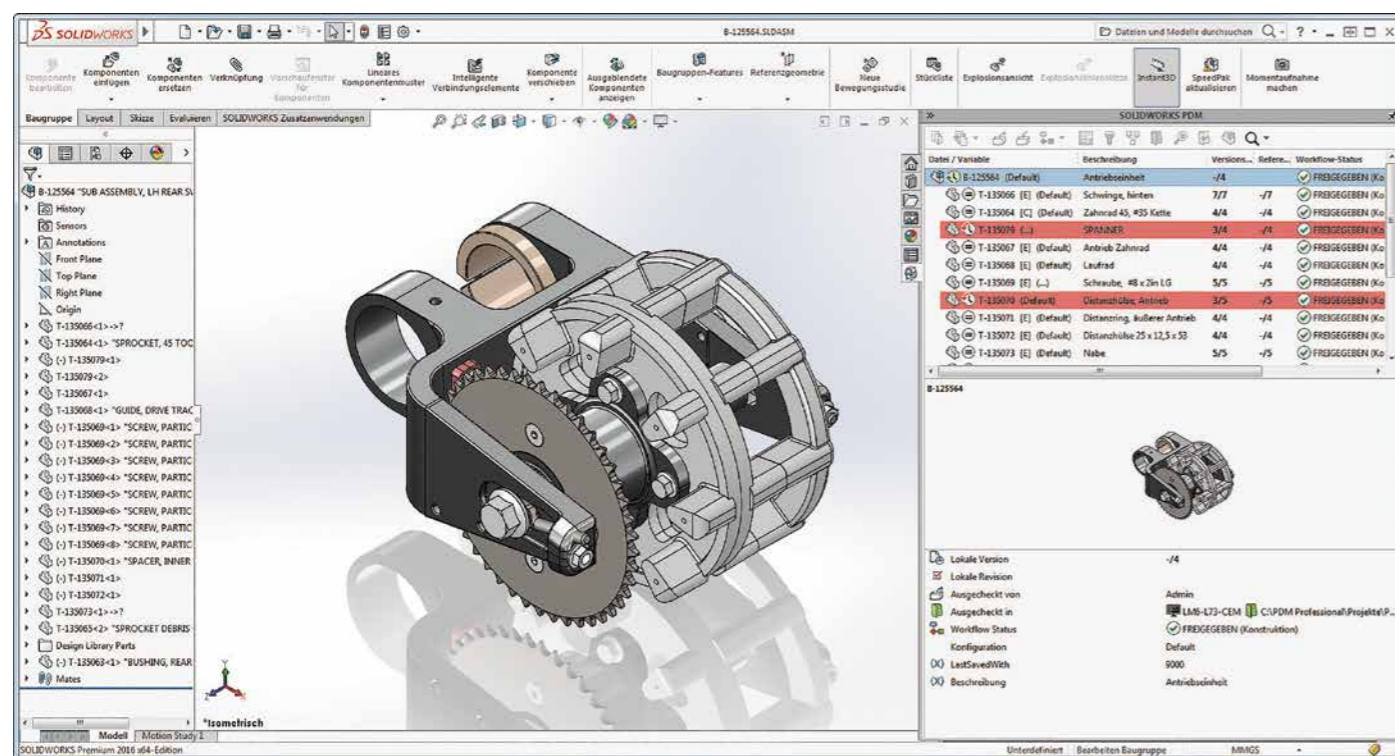 SOLIDWORKS
B-125564.SLDASM
Dateien und Modelle durchsuchen
Komponente bearbeiten
Komponenten einfügen
Komponenten ersetzen
Verknüpfung
Vorschaufenster für Komponenten
Lineares Komponentenmuster
Intelligente Verbindungselemente
Komponente verschieben
Ausgeblendete Komponenten anzeigen
Baugruppen-Features
Referenzgeometrie
Neue Bewegungsstudie
Stückliste
Explosionsansicht
Instant3D
SpeedPak aktualisieren
Momentaufnahme machen
Baugruppe Layout Skizze Evaluieren SOLIDWORKS Zusatzanwendungen
B-125564 "SUB ASSEMBLY, LH REAR SV
History
Sensors
Annotations
Front Plane
Top Plane
Right Plane
Origin
T-135066<1>->?
T-135064<1> "SPROCKET, 45 TOC
(-) T-135079<1>
T-135079<2>
T-135067<1>
T-135068<1> "GUIDE, DRIVE TRAC
(-) T-135069<1> "SCREW, PARTIC
(-) T-135069<2> "SCREW, PARTIC
(-) T-135069<3> "SCREW, PARTIC
(-) T-135069<4> "SCREW, PARTIC
(-) T-135069<5> "SCREW, PARTIC
(-) T-135069<6> "SCREW, PARTIC
(-) T-135069<7> "SCREW, PARTIC
(-) T-135069<8> "SCREW, PARTIC
(-) T-135070<1> "SPACER, INNER
(-) T-135071<1>
(-) T-135072<1>
T-135073<1>->?
T-135065<2> "SPROCKET DEBRIS
Design Library Parts
(-) T-135063<1> "BUSHING, REAR
Mates
Y
Z
X
*Isometrisch
Modell Motion Study 1
SOLIDWORKS PDM
Datei / Variable Beschreibung Versions... Refere... Workflow-Status
B-125564 (Default) Antriebseinheit -/4 FREIGEGEBEN (Ko
T-135066 [E] (Default) Schwinge, hinten 7/7 -/7 FREIGEGEBEN (Ko
T-135064 [C] (Default) Zahnrad 45, #35 Kette 4/4 -/4 FREIGEGEBEN (Ko
T-135079 (...) SPANNER 3/4 -/4 FREIGEGEBEN (Ko
T-135067 [E] (Default) Antrieb Zahnrad 4/4 -/4 FREIGEGEBEN (Ko
T-135068 [E] (Default) Laufrad 4/4 -/4 FREIGEGEBEN (Ko
T-135069 [E] (...) Schraube, #8 x 2in LG 5/5 -/5 FREIGEGEBEN (Ko
T-135070 (Default) Distanzhülse, Antrieb 3/5 -/5 FREIGEGEBEN (Ko
T-135071 [E] (Default) Distanzring, äußerer Antrieb 4/4 -/4 FREIGEGEBEN (Ko
T-135072 [E] (Default) Distanzhülse 25 x 12,5 x 53 4/4 -/4 FREIGEGEBEN (Ko
T-135073 [E] (Default) Nabe 5/5 -/5 FREIGEGEBEN (Ko
B-125564
Lokale Version -/4
Lokale Revision
Ausgecheckt von Admin
Ausgecheckt in LM6-L73-CEM C:\PDM Professional\Projekte\P...
Workflow Status FREIGEGEBEN (Konstruktion)
Konfiguration Default
LastSavedWith 9000
Beschreibung Antriebseinheit
SOLIDWORKS Premium 2016 x64-Edition
Unterdefiniert Bearbeiten Baugruppe MMGS